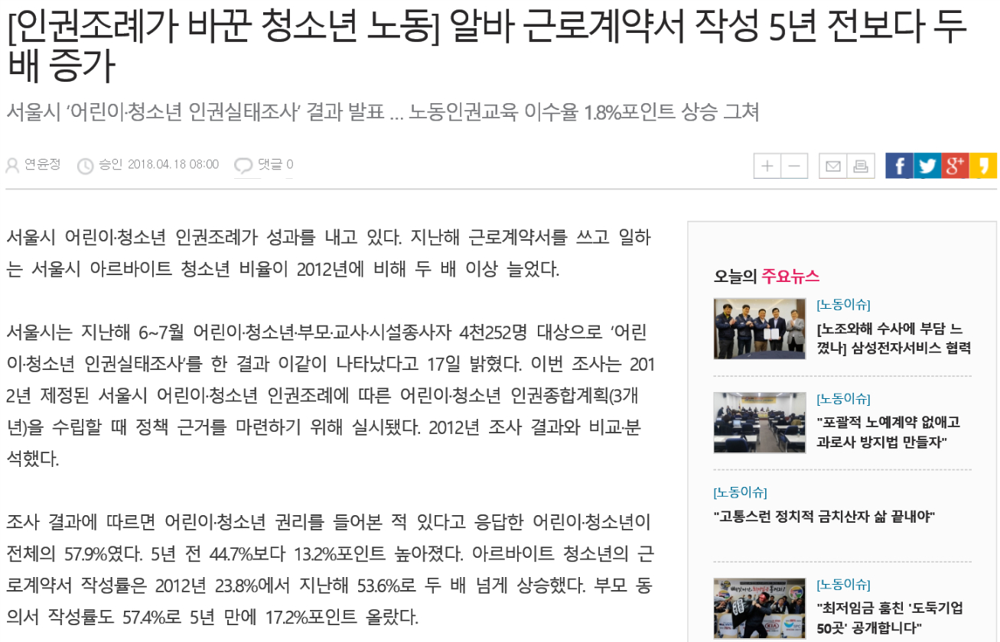 [인권조례가 바꾼 청소년 노동] 알바 근로계약서 작성 5년 전보다 두
배 증가
서울시 ‘어린이·청소년 인권실태조사’ 결과 발표 ... 노동인권교육 이수율 1.8%포인트 상승 그쳐
연윤정 승인 2018.04.18 08:00 댓글 0
서울시 어린이·청소년 인권조례가 성과를 내고 있다. 지난해 근로계약서를 쓰고 일하
는 서울시 아르바이트 청소년 비율이 2012년에 비해 두 배 이상 늘었다.
서울시는 지난해 6~7월 어린이·청소년·부모·교사·시설종사자 4천252명 대상으로 ‘어린
이·청소년 인권실태조사’를 한 결과 이같이 나타났다고 17일 밝혔다. 이번 조사는 201
2년 제정된 서울시 어린이·청소년 인권조례에 따른 어린이·청소년 인권종합계획(3개
년)을 수립할 때 정책 근거를 마련하기 위해 실시됐다. 2012년 조사 결과와 비교·분
석했다.
조사 결과에 따르면 어린이·청소년 권리를 들어본 적 있다고 응답한 어린이·청소년이
전체의 57.9%였다. 5년 전 44.7%보다 13.2%포인트 높아졌다. 아르바이트 청소년의 근
로계약서 작성률은 2012년 23.8%에서 지난해 53.6%로 두 배 넘게 상승했다. 부모 동
의서 작성률도 57.4%로 5년 만에 17.2%포인트 올랐다.
오늘의 주요뉴스
[노동이슈]
[노조와해 수사에 부담 느
꼈나] 삼성전자서비스 협력
[노동이슈]
"포괄적 노예계약 없애고
과로사 방지법 만들자"
[노동이슈]
"고통스런 정치적 금치산자 삶 끝내야"
[노동이슈]
"최저임금 훔친 '도둑기업
50곳' 공개합니다"
KIA